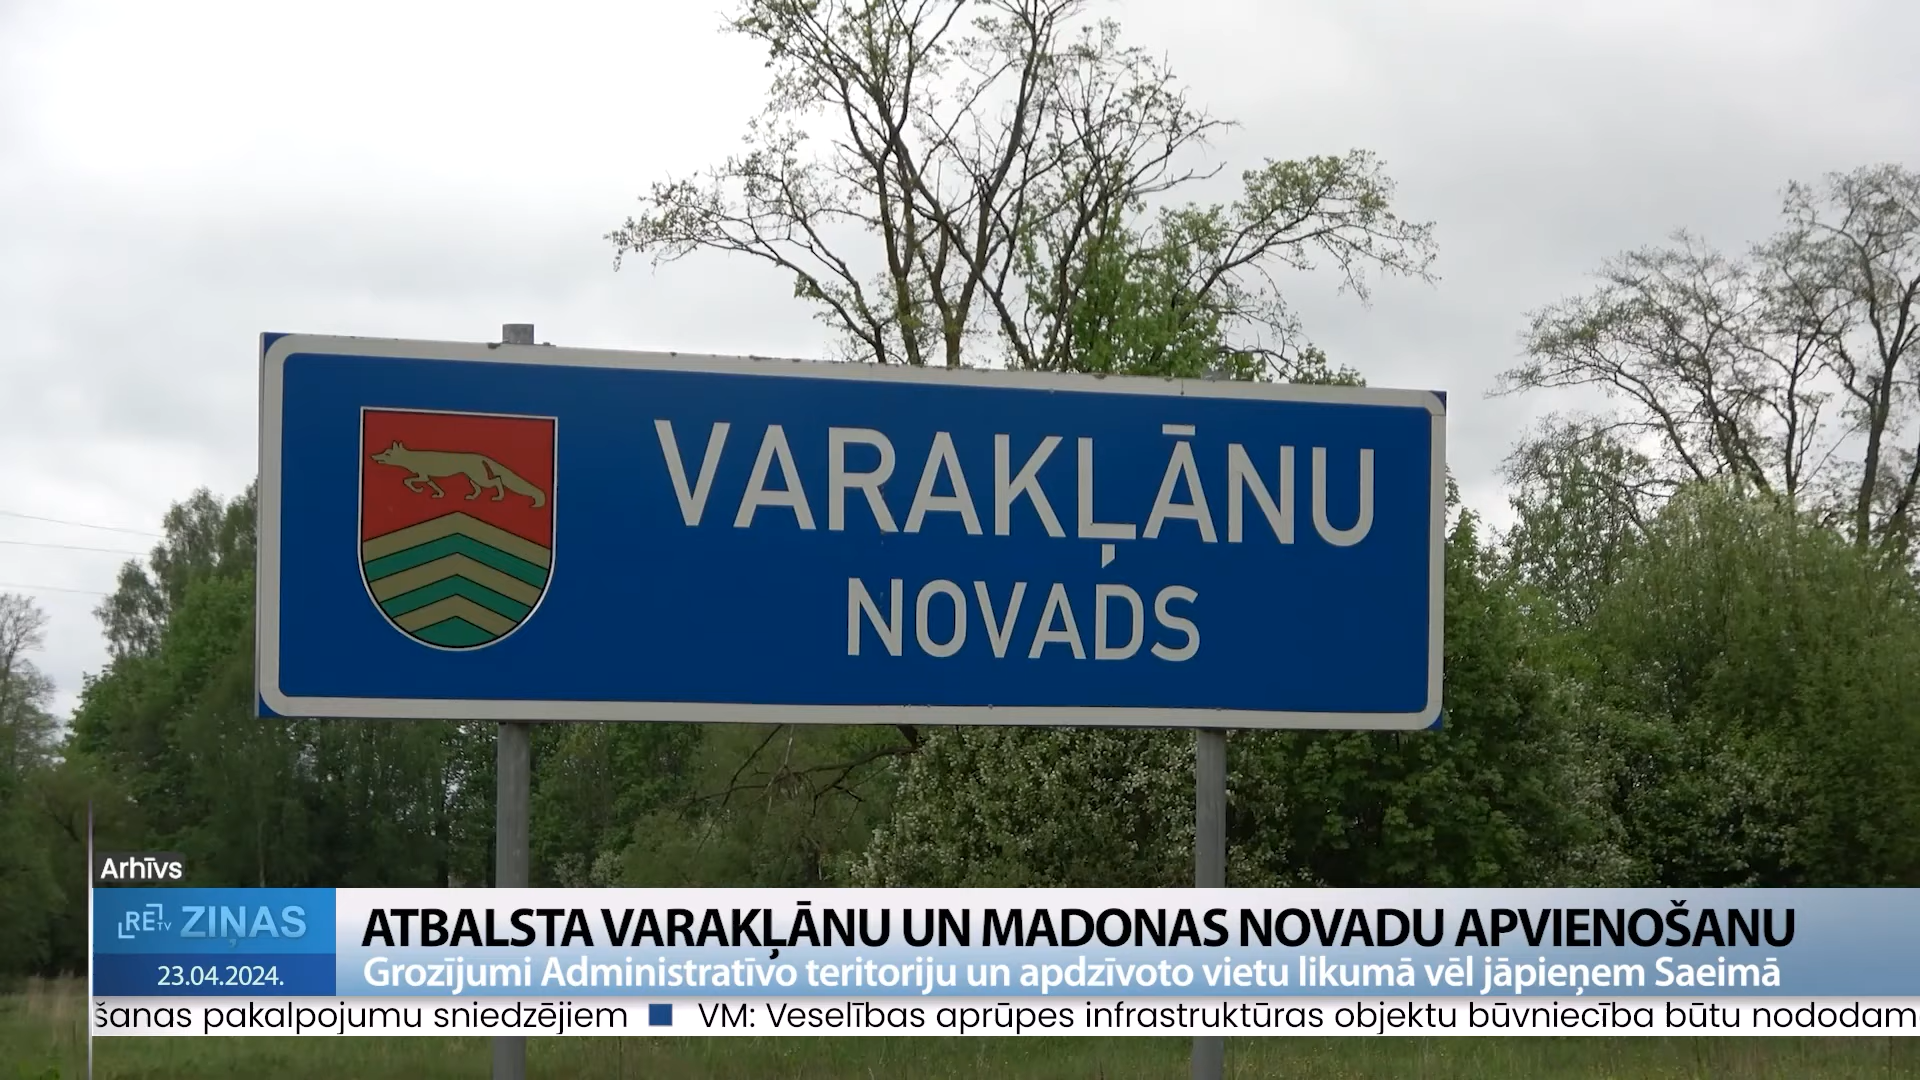 VARAKĻĀNU
NOVADS
Arhīvs
RE TV ZIŅAS
23.04.2024.
ATBALSTA VARAKĻĀNU UN MADONAS NOVADU APVIENOŠANU
Grozījumi Administratīvo teritoriju un apdzīvoto vietu likumā vēl jāpieņem Saeimā
šanas pakalpojumu sniedzējiem ■ VM: Veselības aprūpes infrastruktūras objektu būvniecība būtu nododam